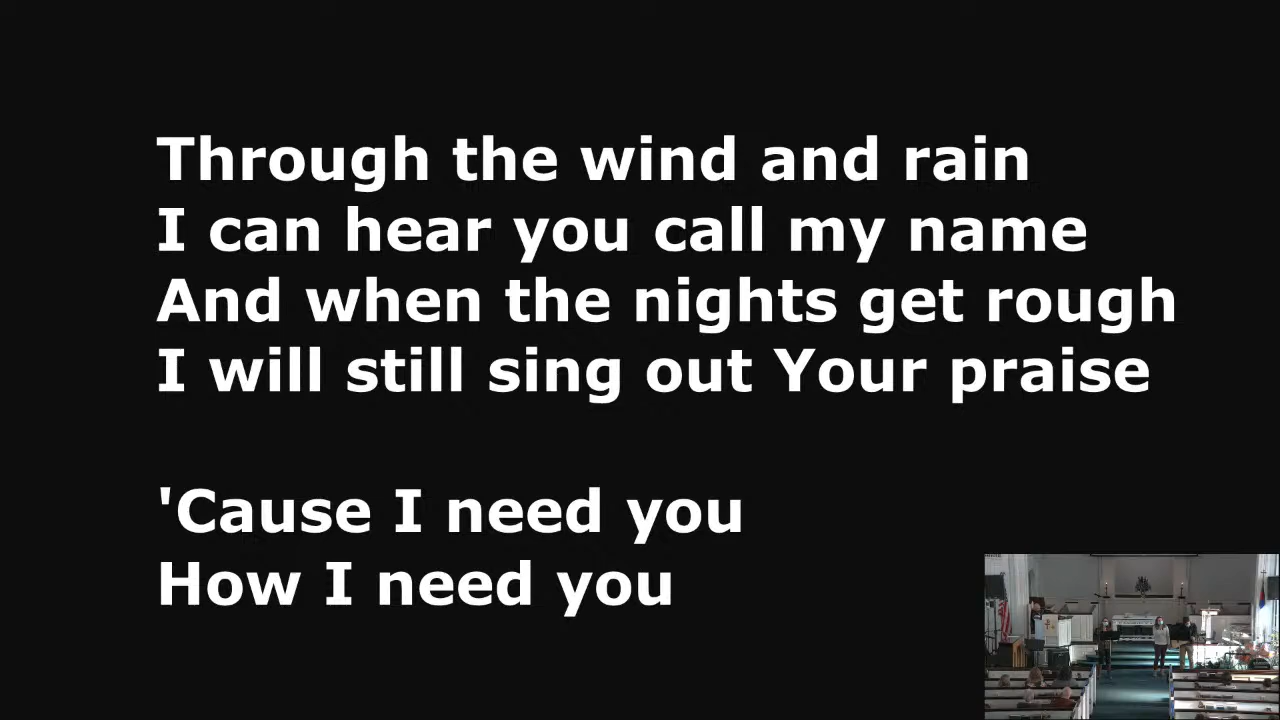 Through the wind and rain
I can hear you call my name
And when the nights get rough
I will still sing out Your praise
'Cause I need you
How I need you